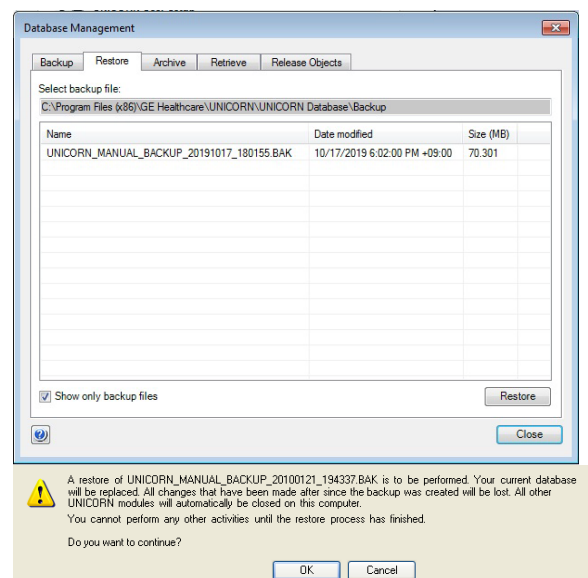 Database Management
Backup Restore Archive Retrieve Release Objects
Select backup file:
C:\Program Files (x86)\GE Healthcare\UNICORN\UNICORN Database\Backup
Name Date modified Size (MB)
UNICORN_MANUAL_BACKUP_20191017_180155.BAK 10/17/2019 6:02:00 PM +09:00 70.301
Show only backup files Restore
Close
A restore of UNICORN_MANUAL_BACKUP_20100121_194337.BAK is to be performed. Your current database
will be replaced. All changes that have been made after since the backup was created will be lost. All other
UNICORN modules will automatically be closed on this computer.
You cannot perform any other activities until the restore process has finished.
Do you want to continue?
OK Cancel